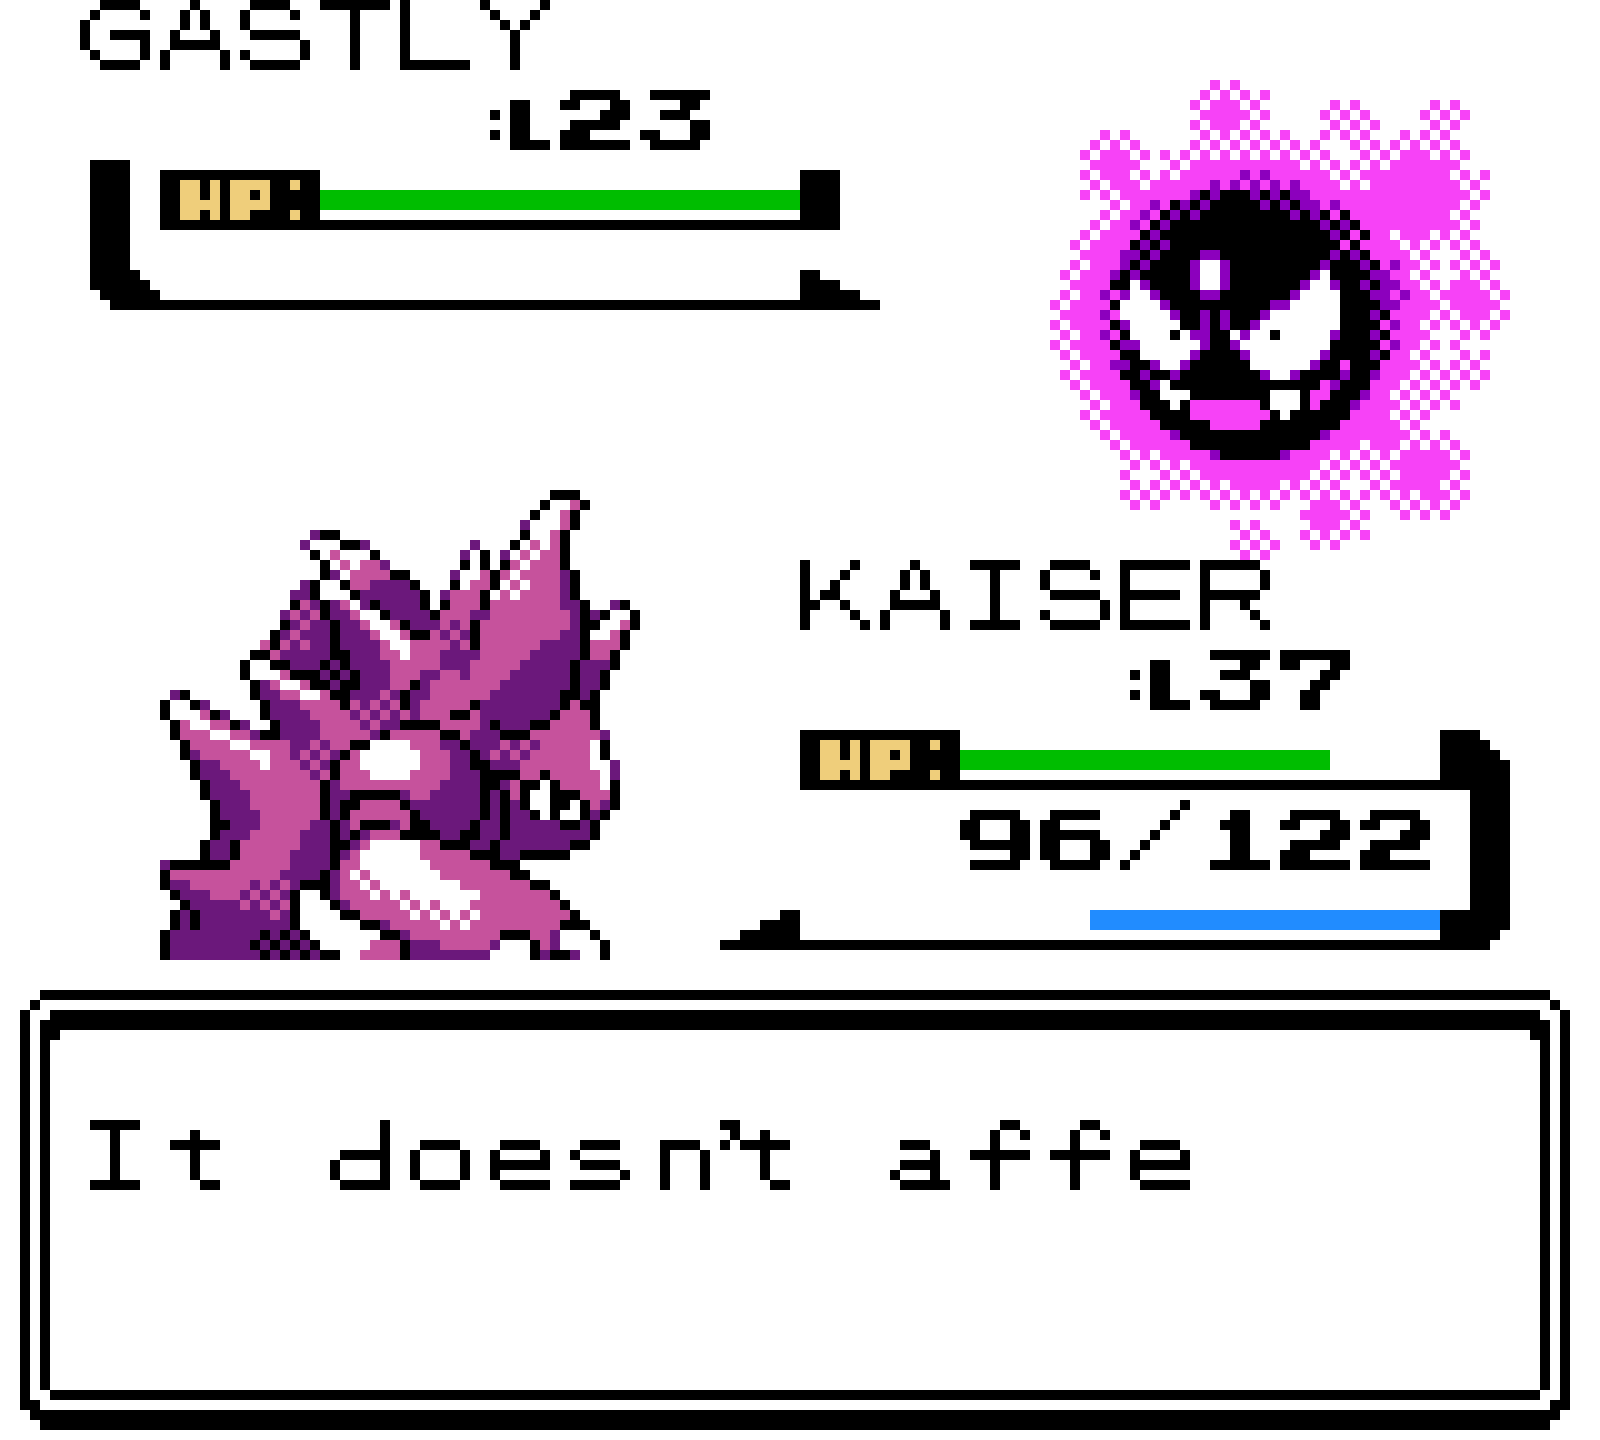 GASTLY
:L23
HP:
KAISER
:L37
HP:
96/122
It doesn't affe